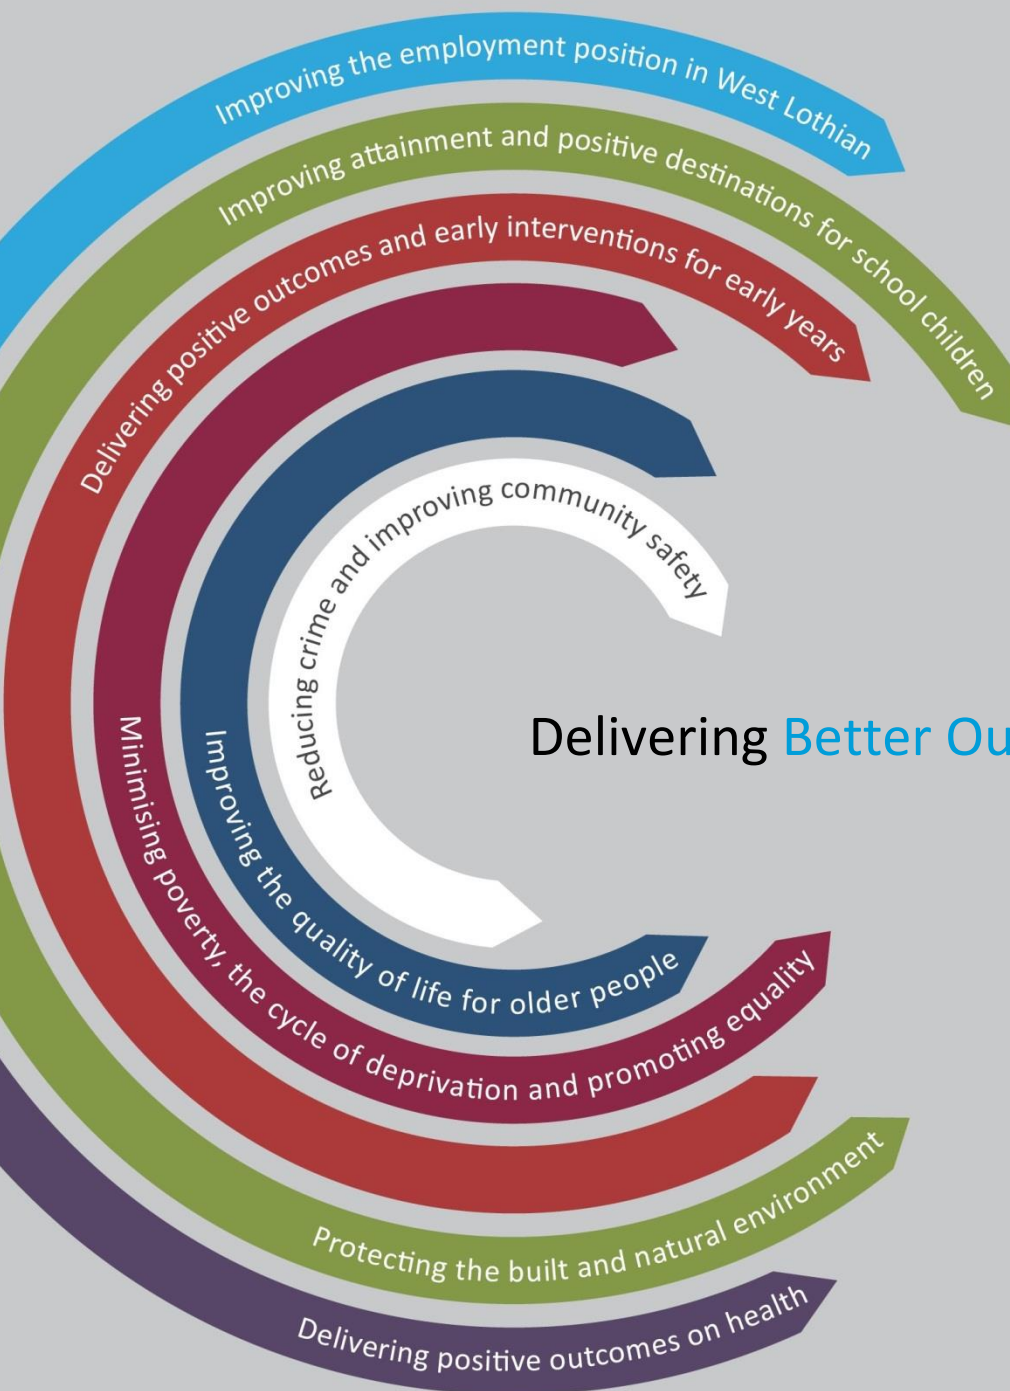 Improving the employment position in West Lothian
Improving attainment and positive destinations for school children
Delivering positive outcomes and early interventions for early years
Reducing crime and improving community safety
Delivering Better Ou
Improving the quality of life for older people
Minimising poverty, the cycle of deprivation and promoting equality
Protecting the built and natural environment
Delivering positive outcomes on health